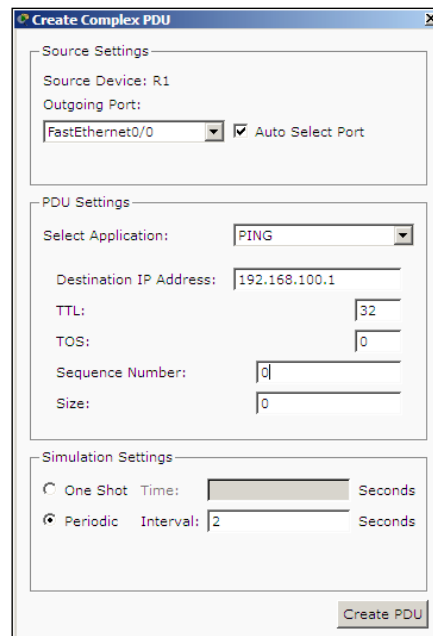 Create Complex PDU
Source Settings
Source Device: R1
Outgoing Port:
FastEthernet0/0 Auto Select Port
PDU Settings
Select Application: PING
Destination IP Address: 192.168.100.1
TTL: 32
TOS: 0
Sequence Number: 0
Size: 0
Simulation Settings
One Shot Time: Seconds
Periodic Interval: 2 Seconds
Create PDU